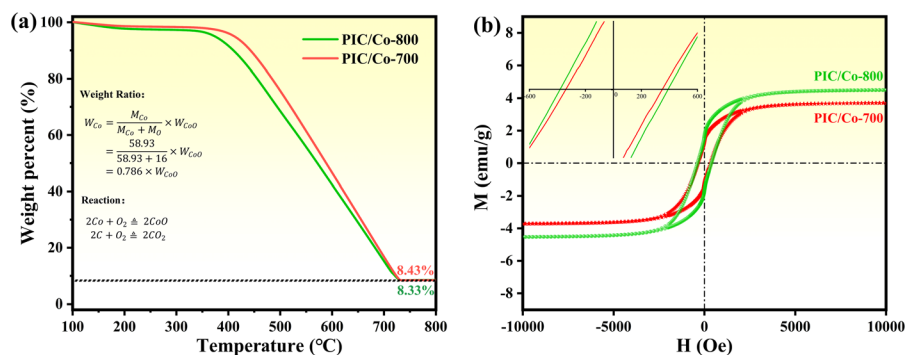 (a)
100
80
60
40
20
0
Weight percent (%)
PIC/Co-800
PIC/Co-700
Weight Ratio:
W_Co = M_Co / (M_Co + M_O) × W_CoO
= 58.93 / (58.93 + 16) × W_CoO
= 0.786 × W_CoO
Reaction:
2Co + O₂ ≜ 2CoO
2C + O₂ ≜ 2CO₂
8.43%
8.33%
100 200 300 400 500 600 700 800
Temperature (℃)
(b)
8
6
4
2
0
-2
-4
-6
-8
M (emu/g)
-600 -400 -200 0 200 400 600
PIC/Co-800
PIC/Co-700
-10000 -5000 0 5000 10000
H (Oe)